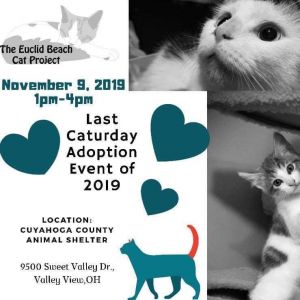 The Euclid Beach
Cat Project
November 9, 2019
1pm-4pm
Last
Caturday
Adoption
Event of
2019
LOCATION:
CUYAHOGA COUNTY
ANIMAL SHELTER
9500 Sweet Valley Dr.,
Valley View,OH